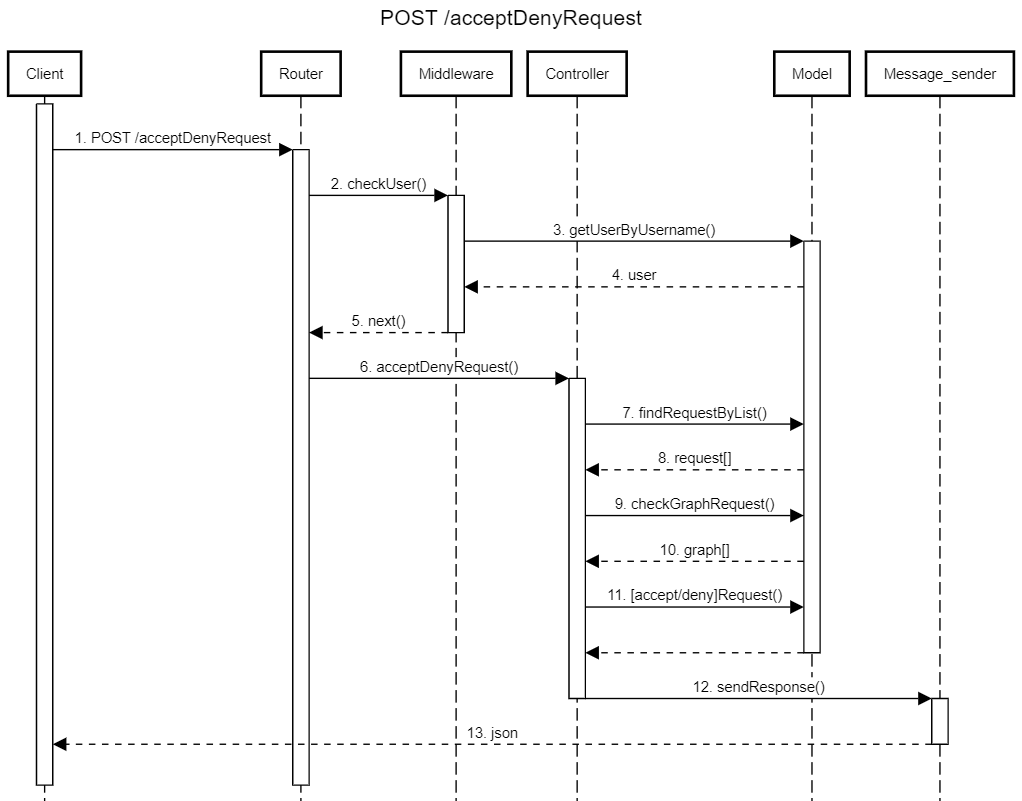 POST /acceptDenyRequest
Client
Router
Middleware
Controller
Model
Message_sender
1. POST /acceptDenyRequest
2. checkUser()
3. getUserByUsername()
4. user
5. next()
6. acceptDenyRequest()
7. findRequestByList()
8. request[]
9. checkGraphRequest()
10. graph[]
11. [accept/deny]Request()
12. sendResponse()
13. json